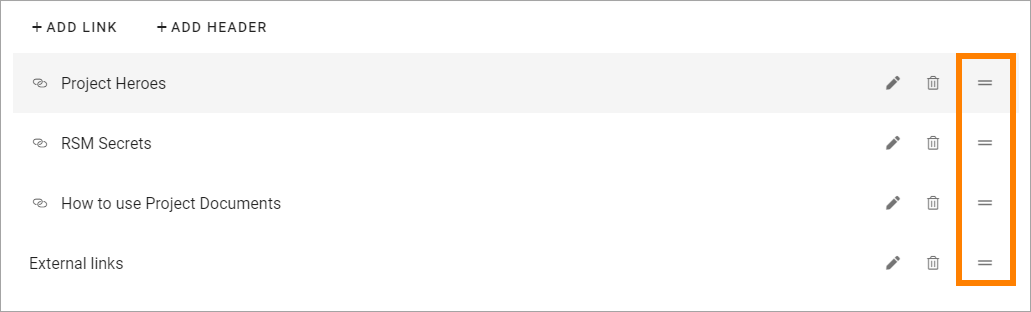 + ADD LINK + ADD HEADER
Project Heroes
RSM Secrets
How to use Project Documents
External links